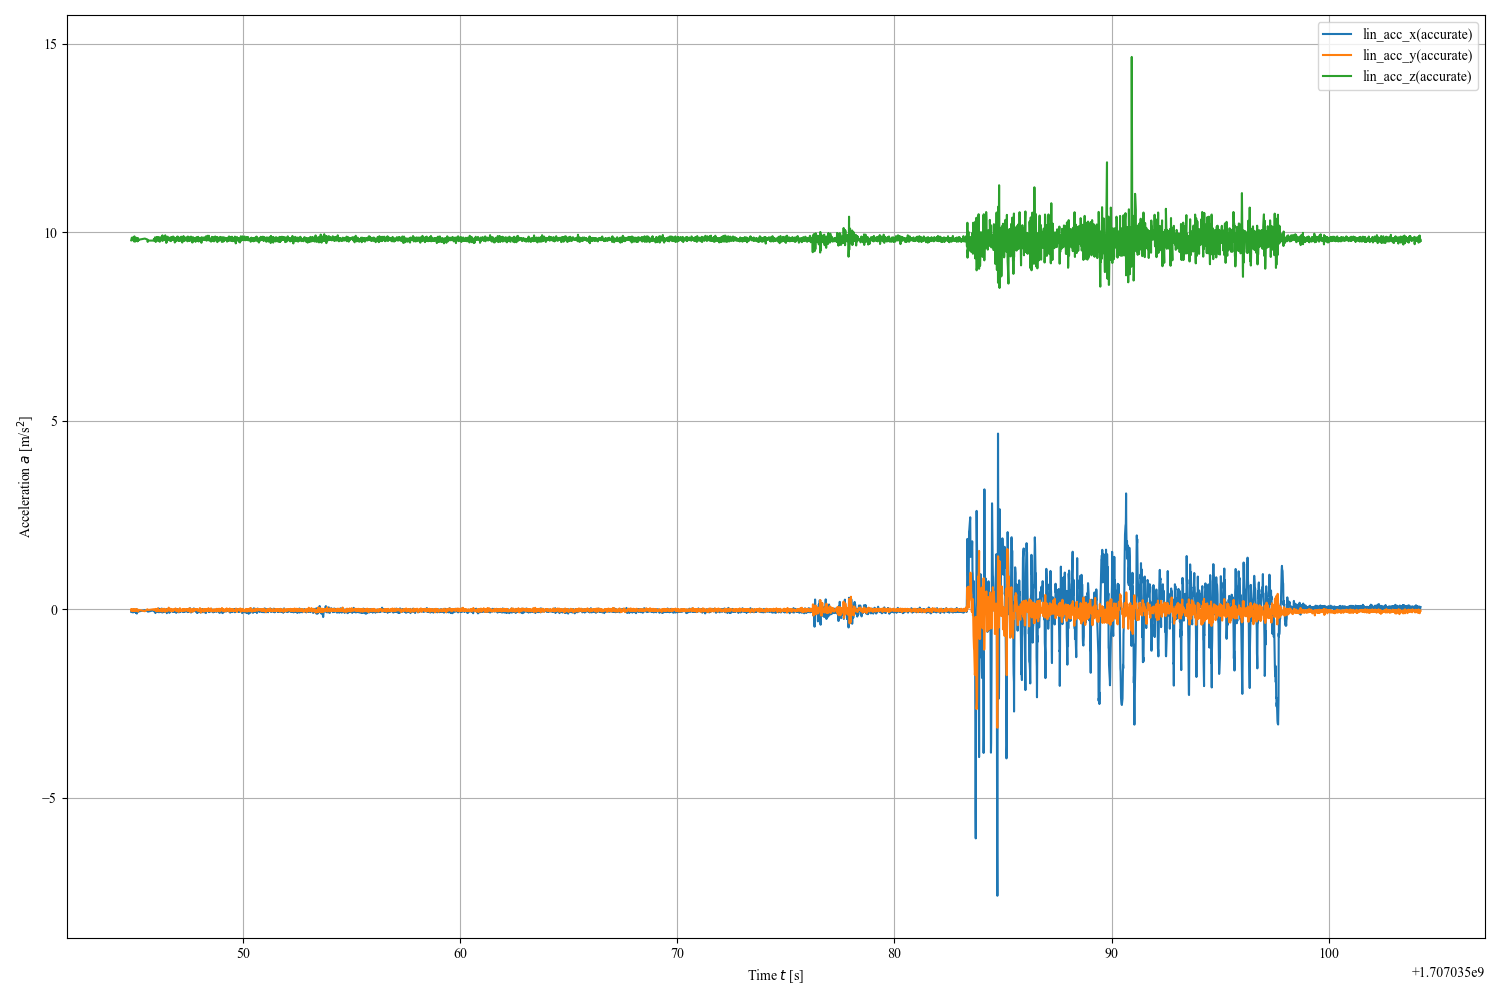 lin_acc_x(accurate)
lin_acc_y(accurate)
lin_acc_z(accurate)
15
10
5
0
−5
Acceleration a [m/s²]
50
60
70
80
90
100
Time t [s]
+1.707035e9